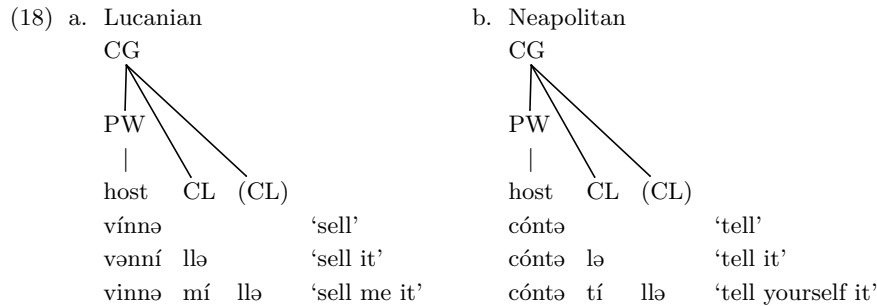 (18) a. Lucanian b. Neapolitan
CG CG
PW PW
host CL (CL) host CL (CL)
vínnə ‘sell’ cóntə ‘tell’
vənní llə ‘sell it’ cóntə lə ‘tell it’
vinnə mí llə ‘sell me it’ cóntə tí llə ‘tell yourself it’